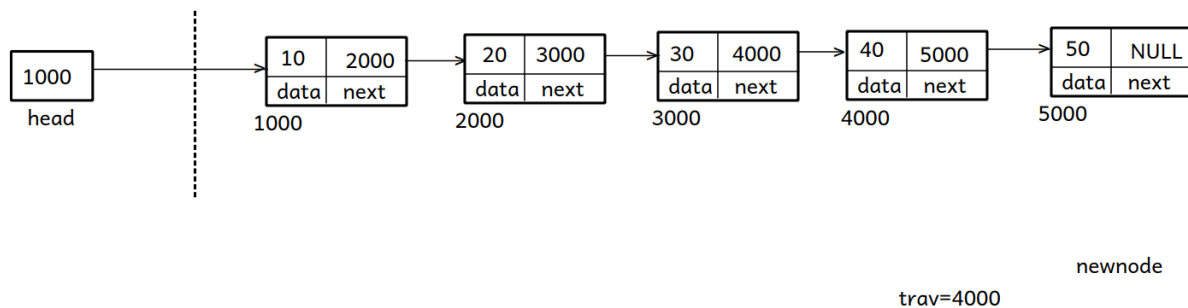 1000
head
10 2000
data next
1000
20 3000
data next
2000
30 4000
data next
3000
40 5000
data next
4000
50 NULL
data next
5000
newnode
trav=4000